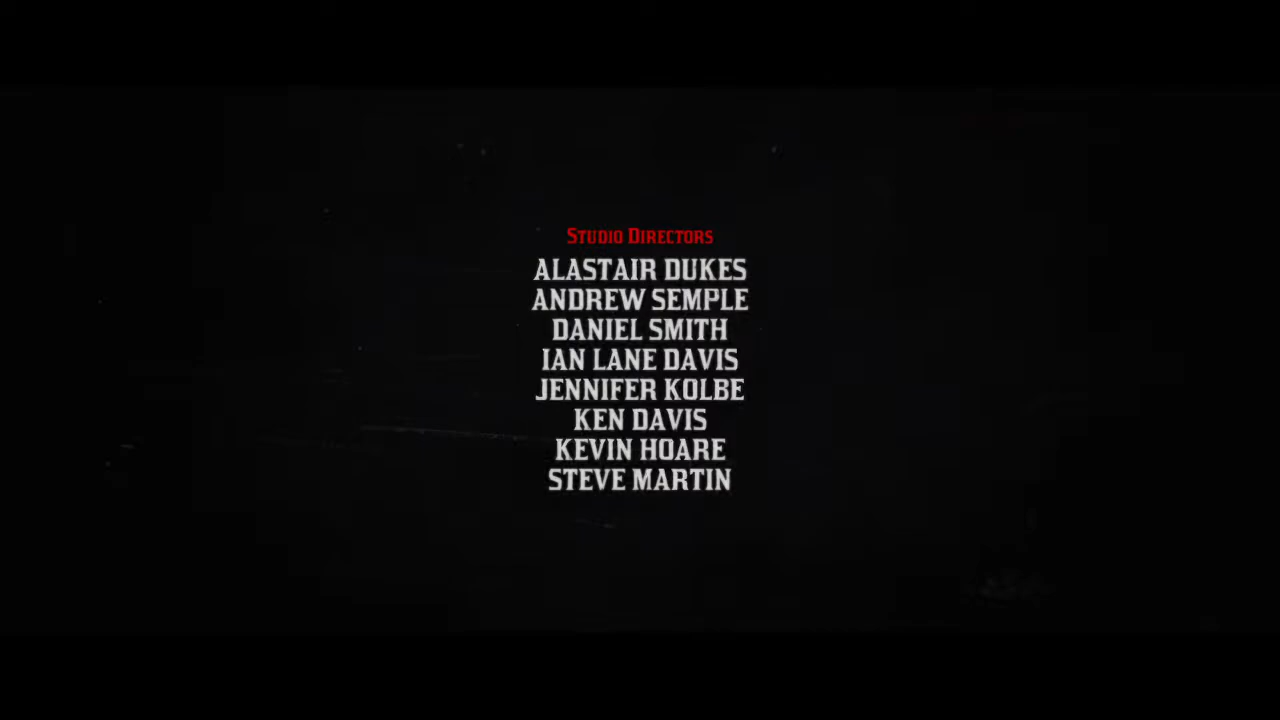 Studio Directors
ALASTAIR DUKES
ANDREW SEMPLE
DANIEL SMITH
IAN LANE DAVIS
JENNIFER KOLBE
KEN DAVIS
KEVIN HOARE
STEVE MARTIN